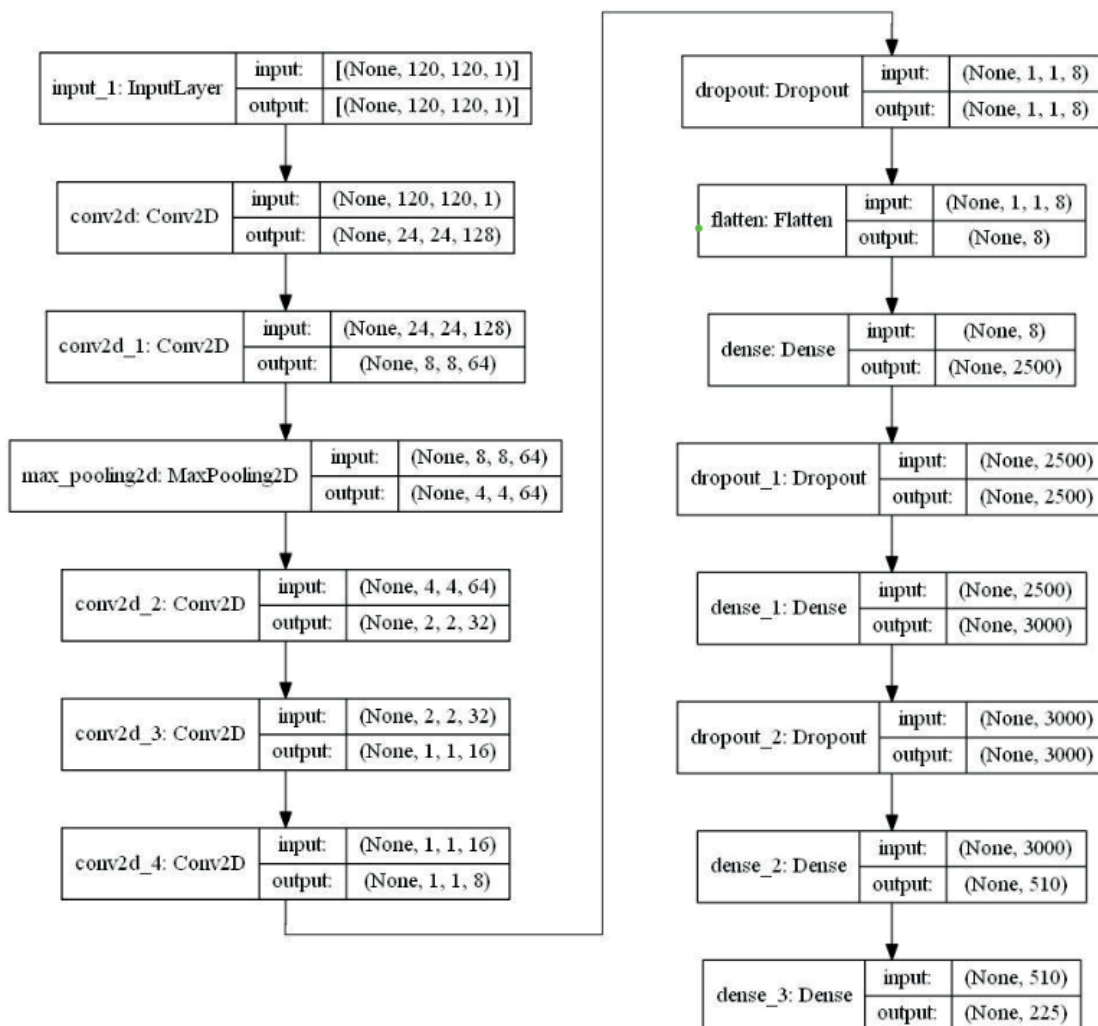 input_1: InputLayer
input: [(None, 120, 120, 1)]
output: [(None, 120, 120, 1)]
conv2d: Conv2D
input: (None, 120, 120, 1)
output: (None, 24, 24, 128)
conv2d_1: Conv2D
input: (None, 24, 24, 128)
output: (None, 8, 8, 64)
max_pooling2d: MaxPooling2D
input: (None, 8, 8, 64)
output: (None, 4, 4, 64)
conv2d_2: Conv2D
input: (None, 4, 4, 64)
output: (None, 2, 2, 32)
conv2d_3: Conv2D
input: (None, 2, 2, 32)
output: (None, 1, 1, 16)
conv2d_4: Conv2D
input: (None, 1, 1, 16)
output: (None, 1, 1, 8)
dropout: Dropout
input: (None, 1, 1, 8)
output: (None, 1, 1, 8)
flatten: Flatten
input: (None, 1, 1, 8)
output: (None, 8)
dense: Dense
input: (None, 8)
output: (None, 2500)
dropout_1: Dropout
input: (None, 2500)
output: (None, 2500)
dense_1: Dense
input: (None, 2500)
output: (None, 3000)
dropout_2: Dropout
input: (None, 3000)
output: (None, 3000)
dense_2: Dense
input: (None, 3000)
output: (None, 510)
dense_3: Dense
input: (None, 510)
output: (None, 225)